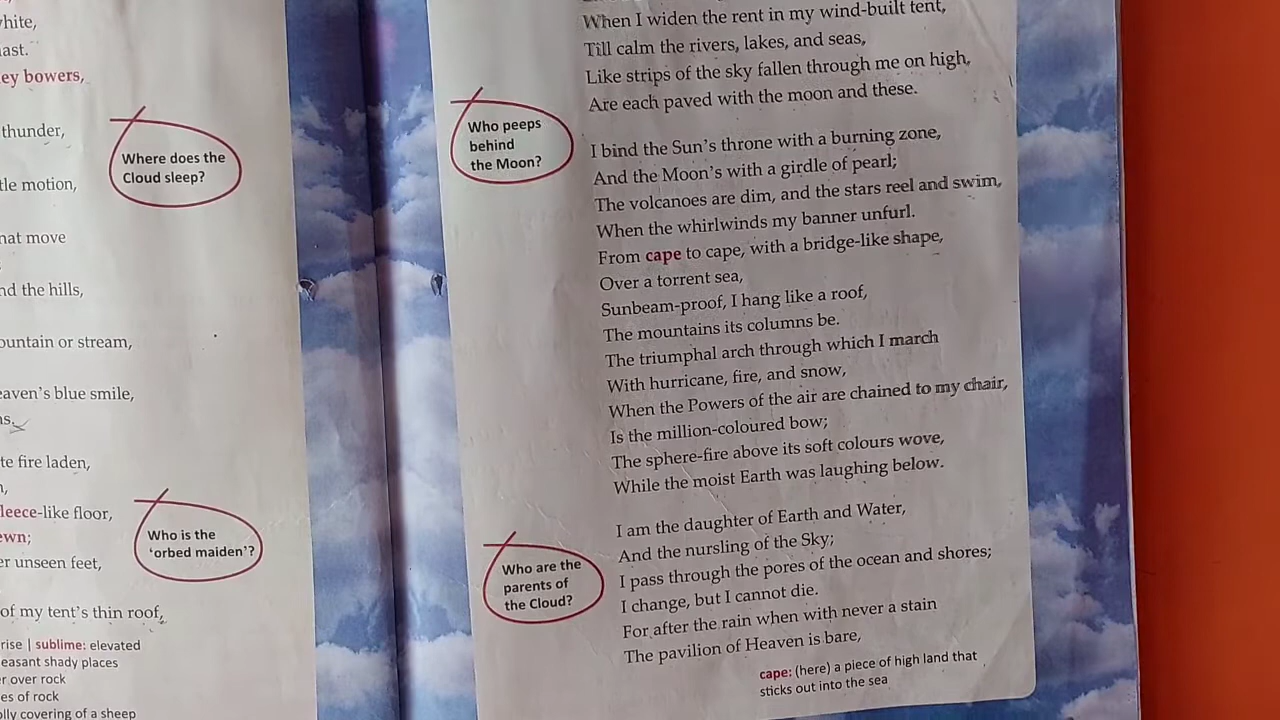 white,
ast.
ey bowers,
thunder,
Where does the
Cloud sleep?
tle motion,
hat move
nd the hills,
ountain or stream,
eaven's blue smile,
ns.
te fire laden,
leece-like floor,
ewn;
Who is the
'orbed maiden'?
er unseen feet,
of my tent's thin roof,
rise | sublime: elevated
easant shady places
r over rock
es of rock
olly covering of a sheep
When I widen the rent in my wind-built tent,
Till calm the rivers, lakes, and seas,
Like strips of the sky fallen through me on high,
Are each paved with the moon and these.
Who peeps
behind
the Moon?
I bind the Sun's throne with a burning zone,
And the Moon's with a girdle of pearl;
The volcanoes are dim, and the stars reel and swim,
When the whirlwinds my banner unfurl.
From cape to cape, with a bridge-like shape,
Over a torrent sea,
Sunbeam-proof, I hang like a roof,
The mountains its columns be.
The triumphal arch through which I march
With hurricane, fire, and snow,
When the Powers of the air are chained to my chair,
Is the million-coloured bow;
The sphere-fire above its soft colours wove,
While the moist Earth was laughing below.
Who are the
parents of
the Cloud?
I am the daughter of Earth and Water,
And the nursling of the Sky;
I pass through the pores of the ocean and shores;
I change, but I cannot die.
For after the rain when with never a stain
The pavilion of Heaven is bare,
cape: (here) a piece of high land that
sticks out into the sea